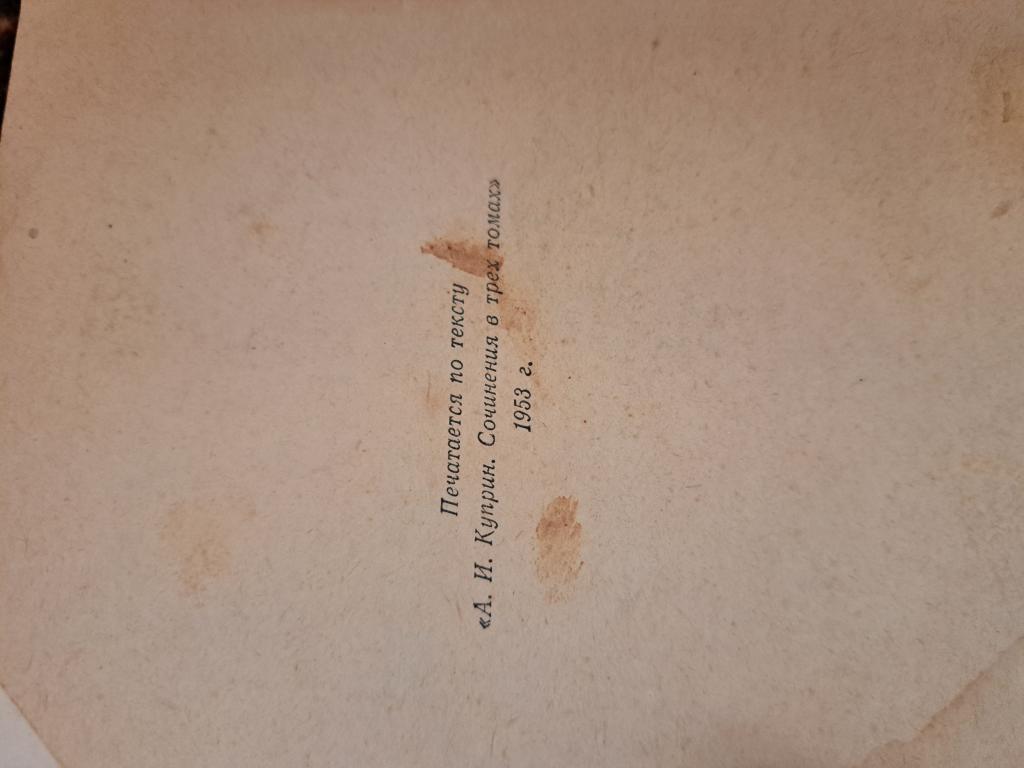 Печатается по тексту
«А. И. Куприн. Сочинения в трех томах»
1953 г.